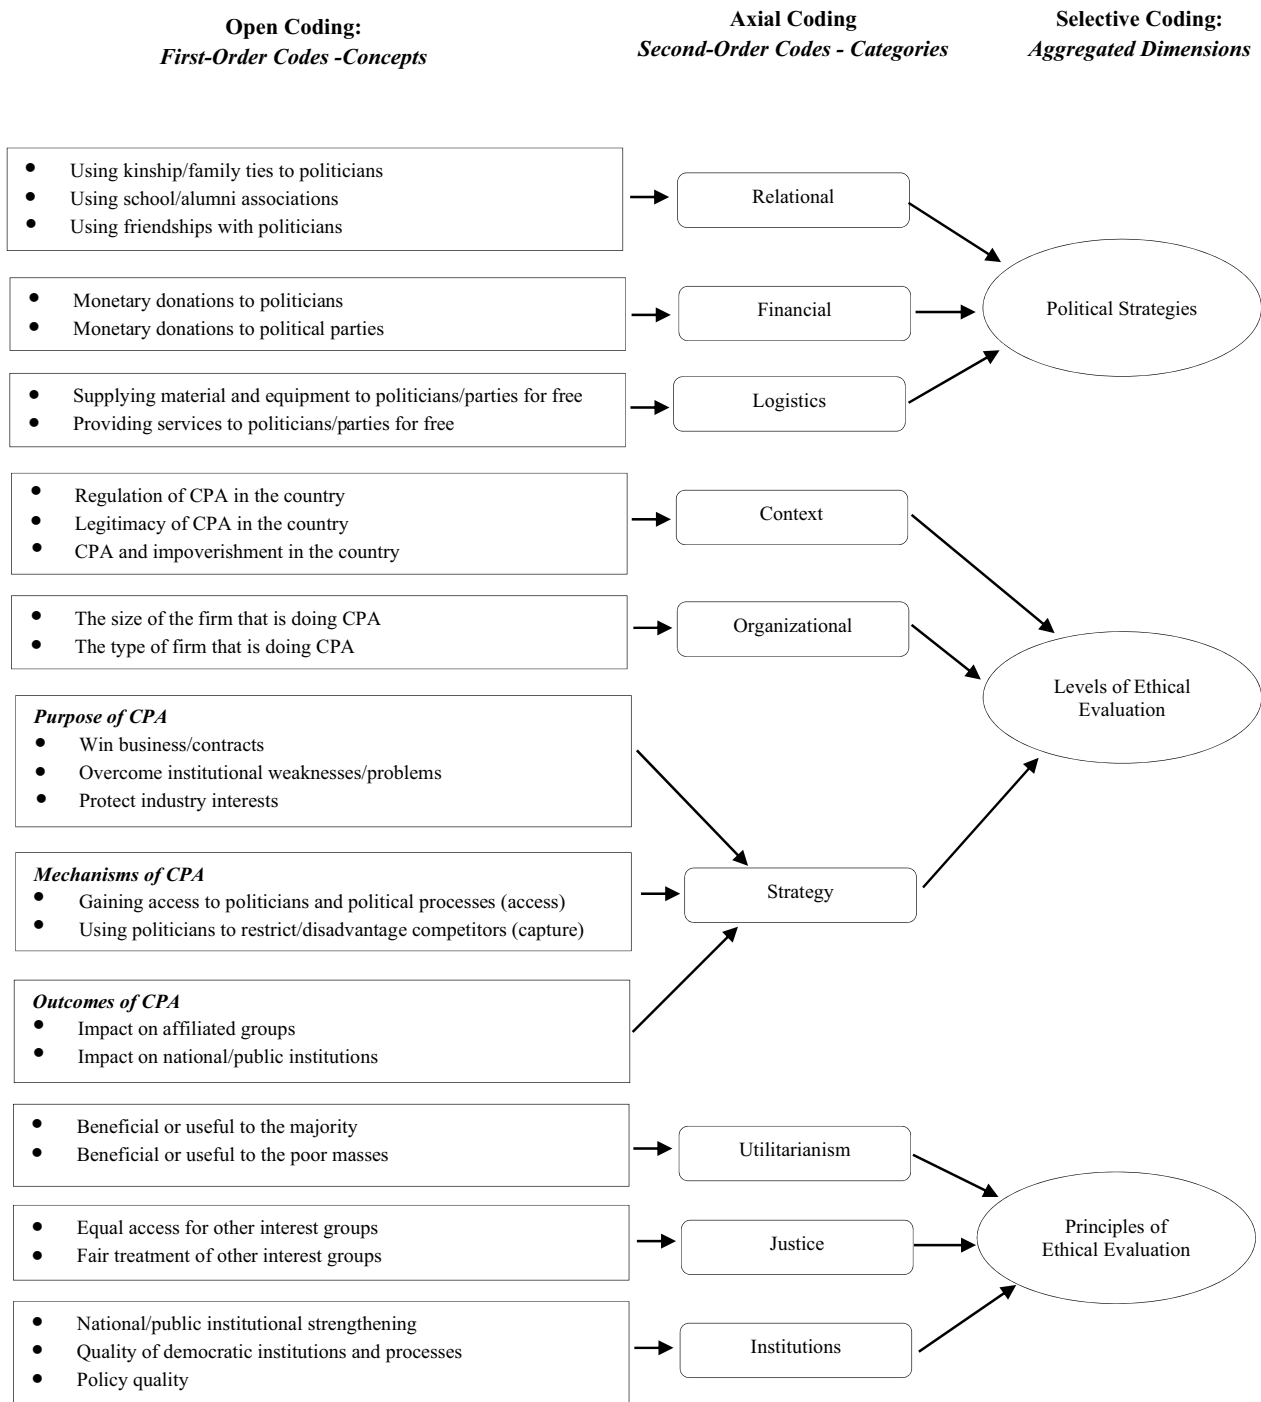 Open Coding:
First-Order Codes -Concepts
Axial Coding
Second-Order Codes - Categories
Selective Coding:
Aggregated Dimensions
Using kinship/family ties to politicians
Using school/alumni associations
Using friendships with politicians
Relational
Monetary donations to politicians
Monetary donations to political parties
Financial
Political Strategies
Supplying material and equipment to politicians/parties for free
Providing services to politicians/parties for free
Logistics
Regulation of CPA in the country
Legitimacy of CPA in the country
CPA and impoverishment in the country
Context
The size of the firm that is doing CPA
The type of firm that is doing CPA
Organizational
Levels of Ethical
Evaluation
Purpose of CPA
Win business/contracts
Overcome institutional weaknesses/problems
Protect industry interests
Mechanisms of CPA
Gaining access to politicians and political processes (access)
Using politicians to restrict/disadvantage competitors (capture)
Strategy
Outcomes of CPA
Impact on affiliated groups
Impact on national/public institutions
Beneficial or useful to the majority
Beneficial or useful to the poor masses
Utilitarianism
Equal access for other interest groups
Fair treatment of other interest groups
Justice
Principles of
Ethical Evaluation
National/public institutional strengthening
Quality of democratic institutions and processes
Policy quality
Institutions